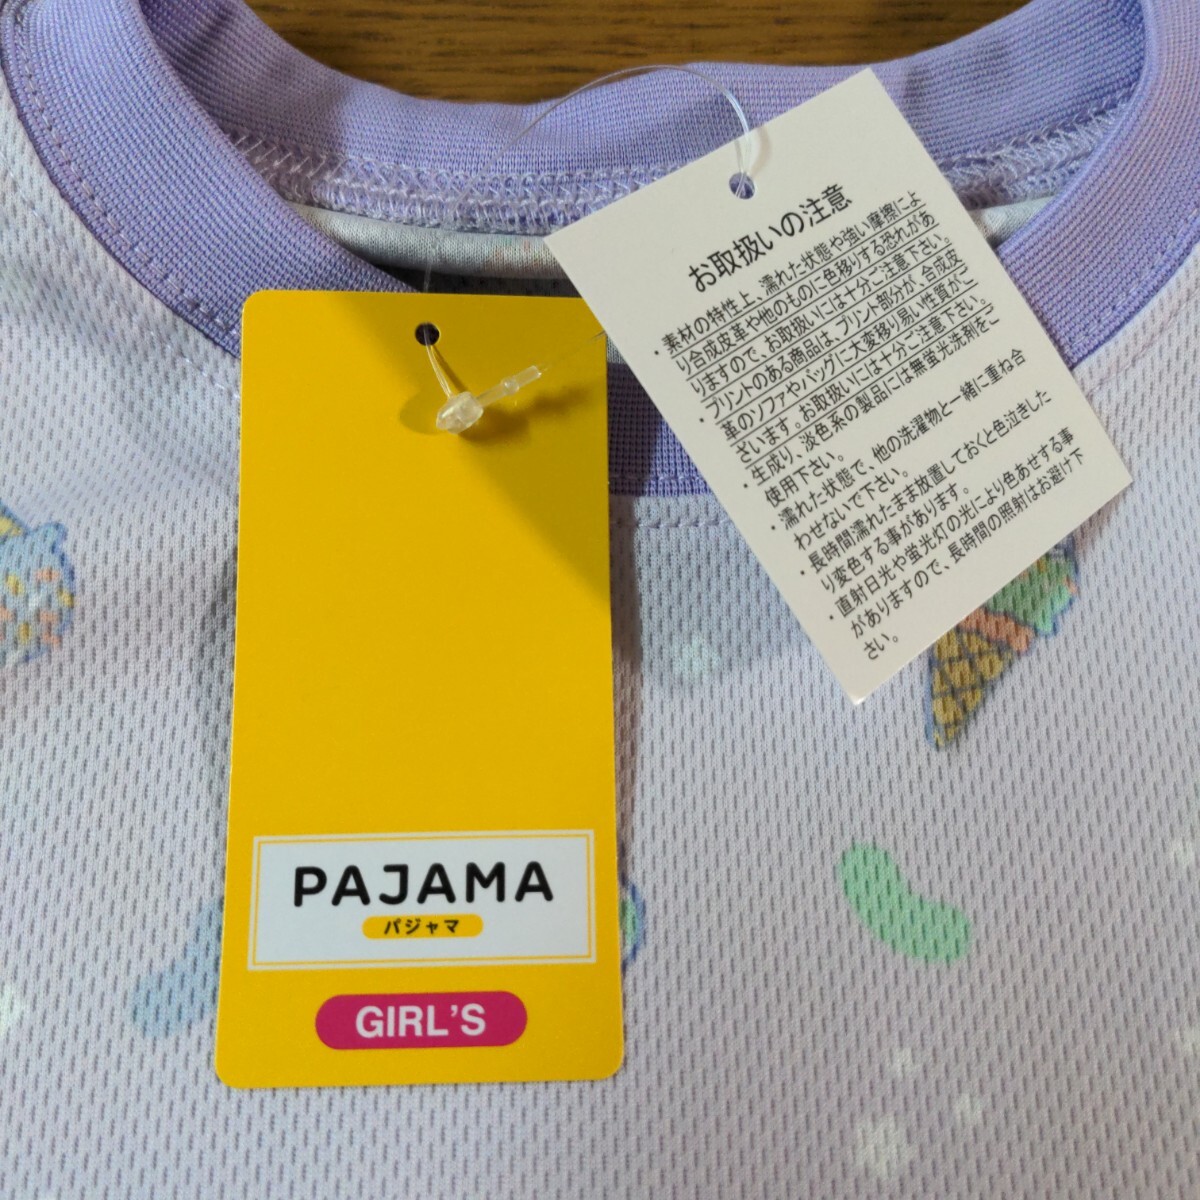 お取扱いの注意
・素材の特性上、濡れた状態や強い摩擦によ
り合成皮革や他のものに色移りする恐れがあ
りますので、お取扱いには十分ご注意下さい。
・プリントのある商品は、プリント部分が、合成皮
革のソファやバッグに大変移り易い性質がご
ざいます。お取扱いには十分ご注意下さい。
・生成り、淡色系の製品には無蛍光洗剤をご
使用下さい。
・濡れた状態で、他の洗濯物と一緒に重ね合
わせないで下さい。
・長時間濡れたまま放置しておくと色泣きした
り変色する事があります。
・直射日光や蛍光灯の光により色あせする事
がありますので、長時間の照射はお避け下
さい。
PAJAMA
パジャマ
GIRL'S